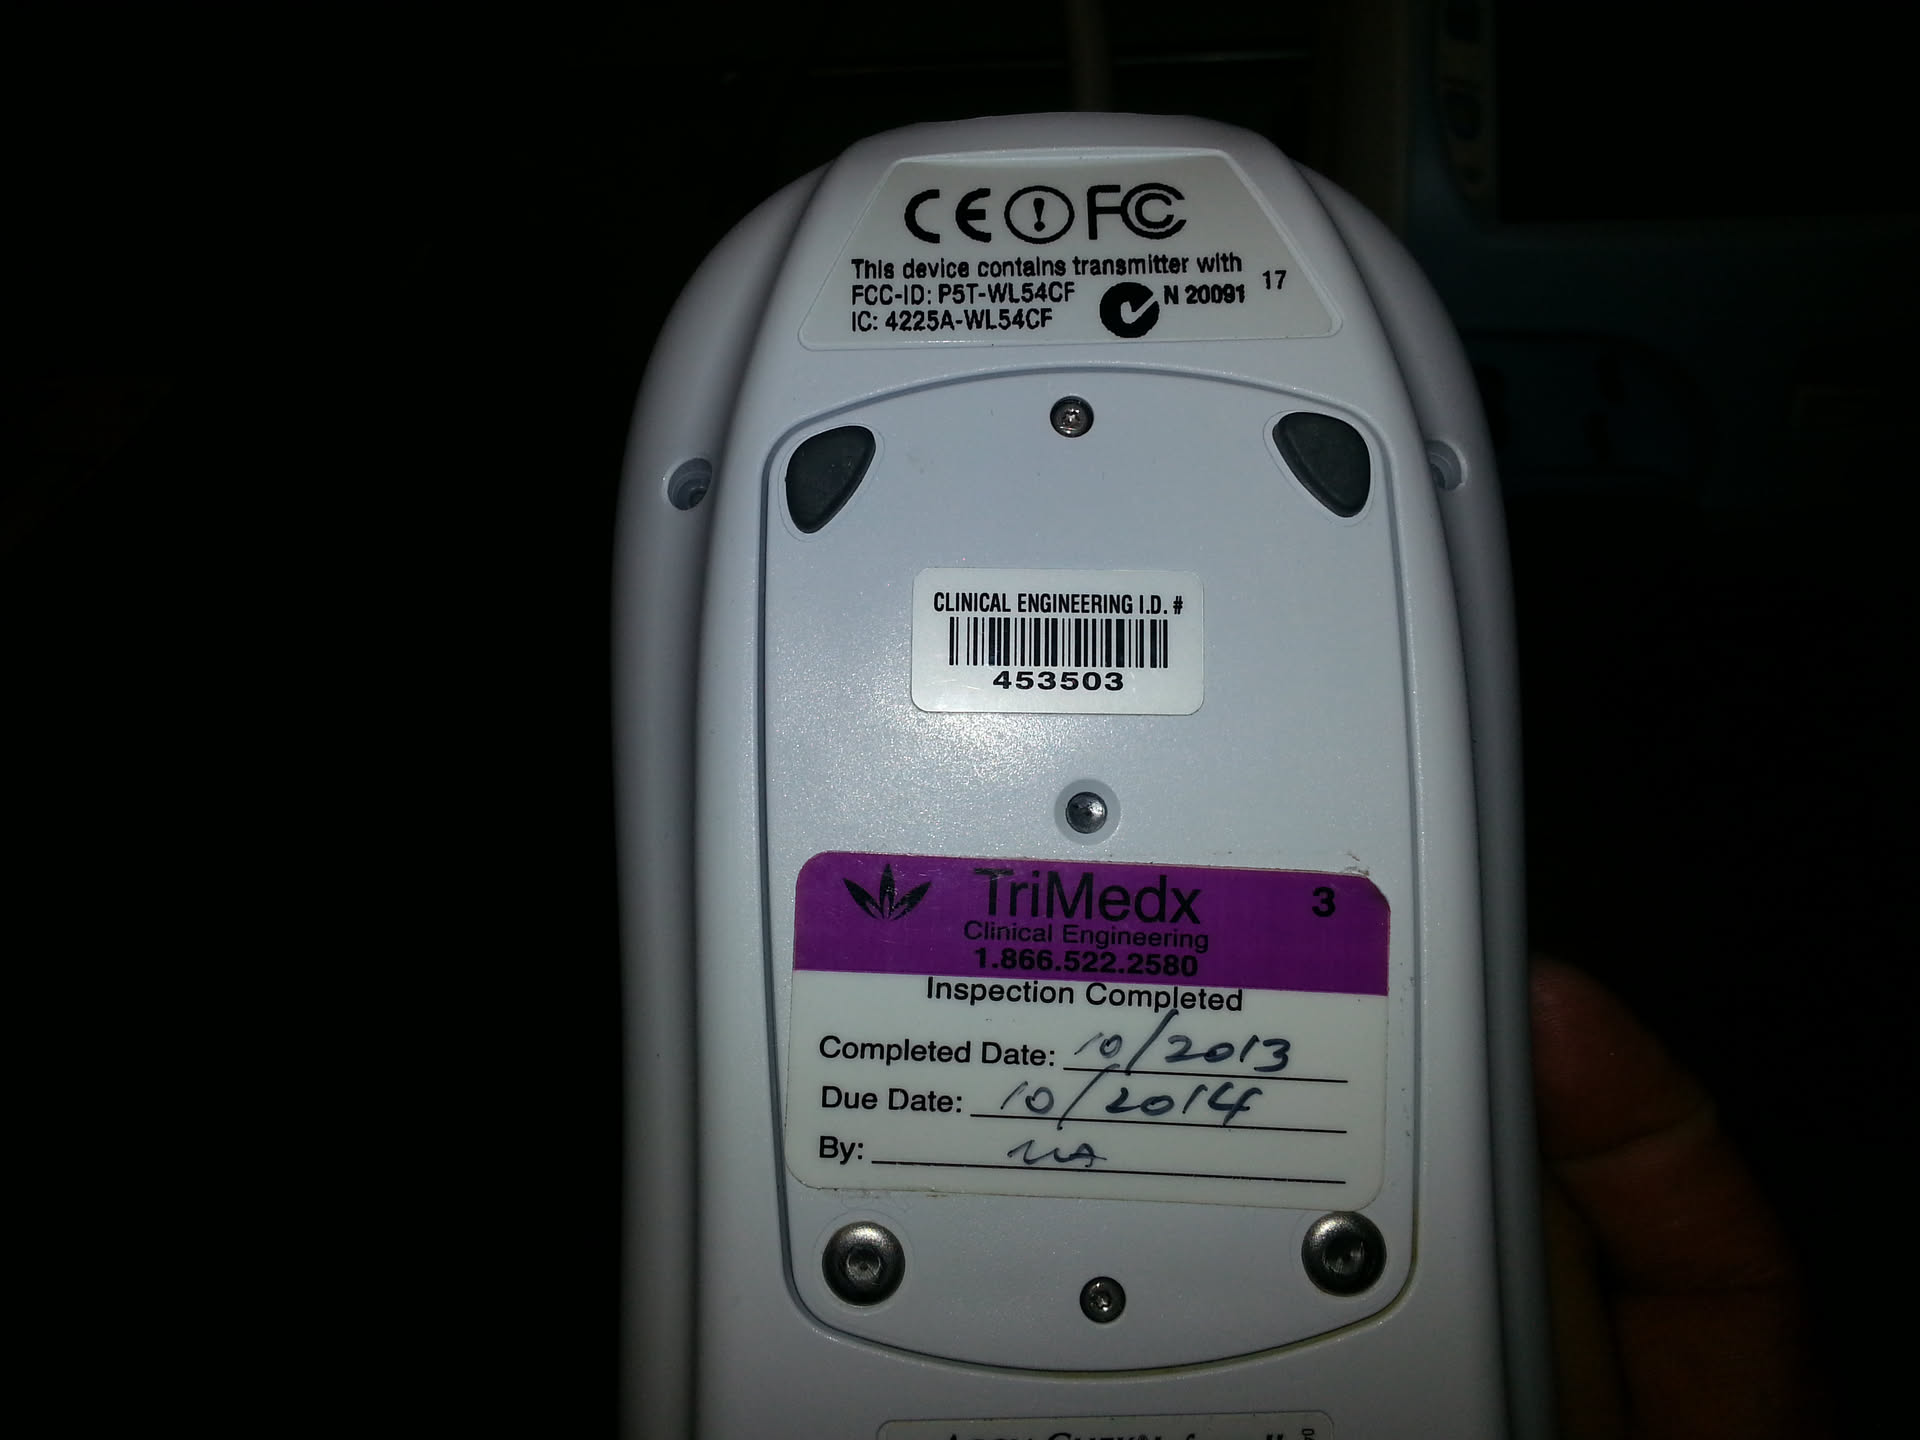 CE ! FC
This device contains transmitter with
FCC-ID: P5T-WL54CF
IC: 4225A-WL54CF
N 20091
17
CLINICAL ENGINEERING I.D. #
453503
TriMedx
3
Clinical Engineering
1.866.522.2580
Inspection Completed
Completed Date: 10/2013
Due Date: 10/2014
By: